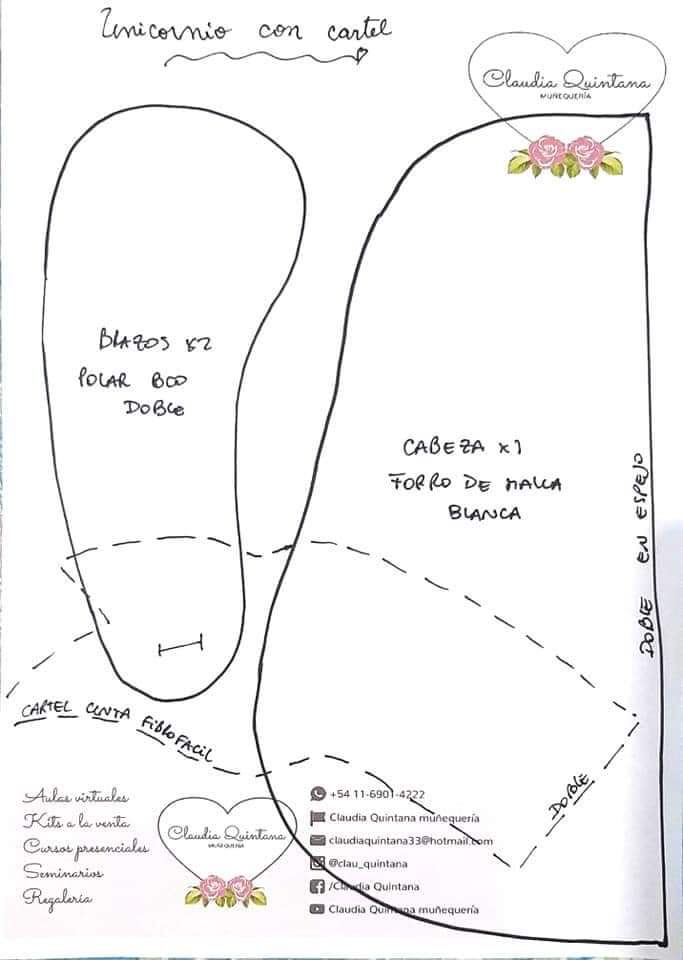 Unicornio con cartel
Claudia Quintana
MUÑEQUERÍA
BRAZOS x2
POLAR BCO
DOBLE
CABEZA x1
FORRO DE MALLA
BLANCA
DOBLE EN ESPEJO
CARTEL CINTA FIBROFACIL
DOBLE
Aulas virtuales
Kits a la venta
Cursos presenciales
Seminarios
Regaleria
Claudia Quintana
MUÑEQUERÍA
+54 11-6901-4222
Claudia Quintana muñequería
claudiaquintana33@hotmail.com
@clau_quintana
/Claudia Quintana
Claudia Quintana muñequería